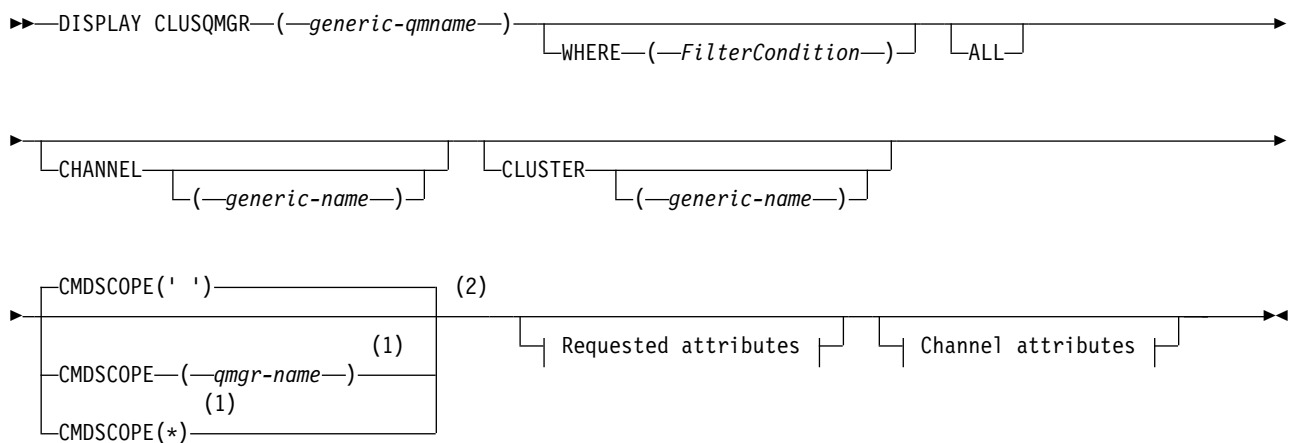 DISPLAY CLUSQMGR ( generic-qmname )
WHERE ( FilterCondition ) ALL
CHANNEL CLUSTER
( generic-name ) ( generic-name )
CMDSCOPE(' ') (2)
(1) Requested attributes Channel attributes
CMDSCOPE ( qmgr-name )
(1)
CMDSCOPE(*)